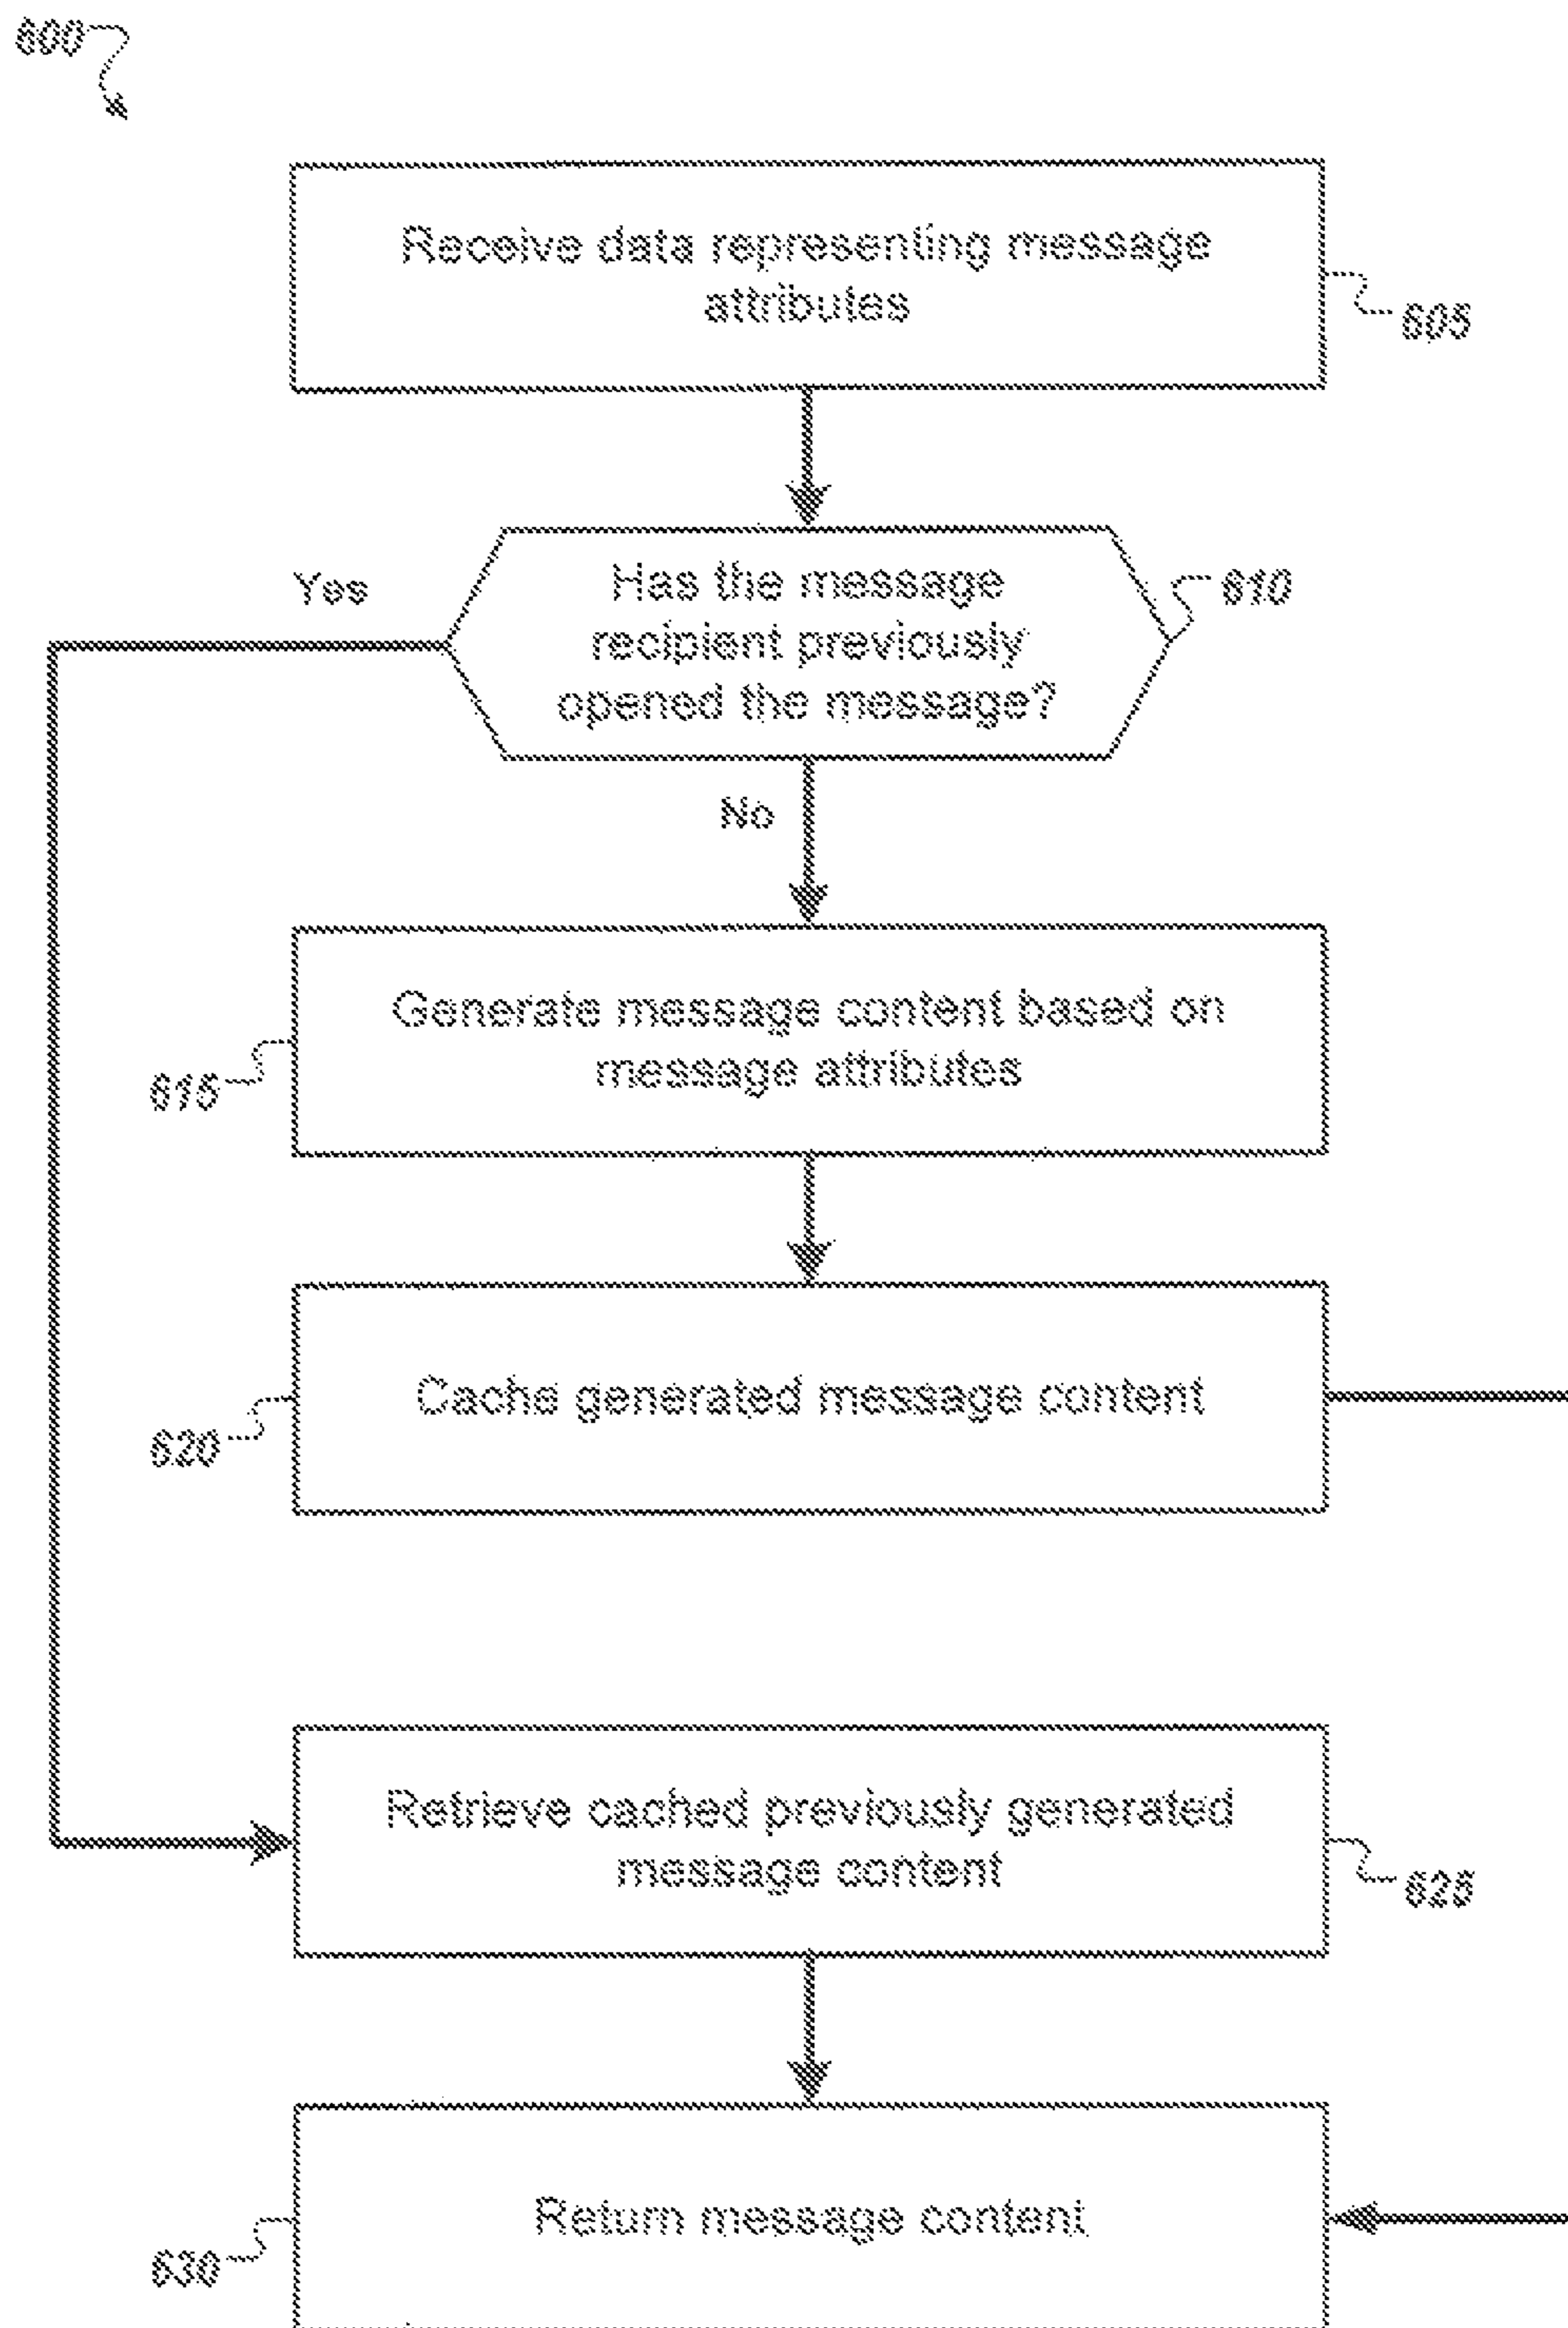 600
Receive data representing message
attributes
605
Has the message
recipient previously
opened the message?
610
Yes
No
Generate message content based on
message attributes
615
Cache generated message content
620
Retrieve cached previously generated
message content
625
Return message content
630